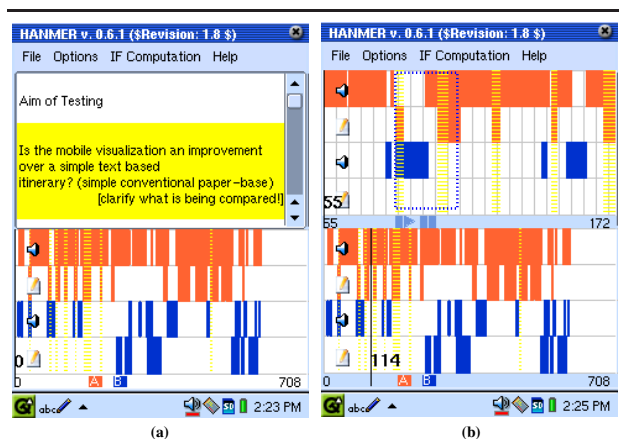 HANMER v. 0.6.1 ($Revision: 1.8 $)
File Options IF Computation Help
Aim of Testing
Is the mobile visualization an improvement
over a simple text based
itinerary? (simple conventional paper-base)
[clarify what is being compared!]
0
0 A B 708
abc 2:23 PM
(a)
HANMER v. 0.6.1 ($Revision: 1.8 $)
File Options IF Computation Help
55
55 172
114
A B 708
abc SD 2:25 PM
(b)